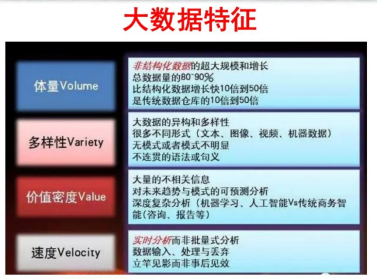 大数据特征
体量Volume
非结构化数据的超大规模和增长
总数据量的80~90%
比结构化数据增长快10倍到50倍
是传统数据仓库的10倍到50倍
多样性Variety
大数据的异构和多样性
很多不同形式（文本、图像、视频、机器数据）
无模式或者模式不明显
不连贯的语法或句义
价值密度Value
大量的不相关信息
对未来趋势与模式的可预测分析
深度复杂分析（机器学习、人工智能Vs传统商务智
能(咨询、报告等）
速度Velocity
实时分析而非批量式分析
数据输入、处理与丢弃
立竿见影而非事后见效